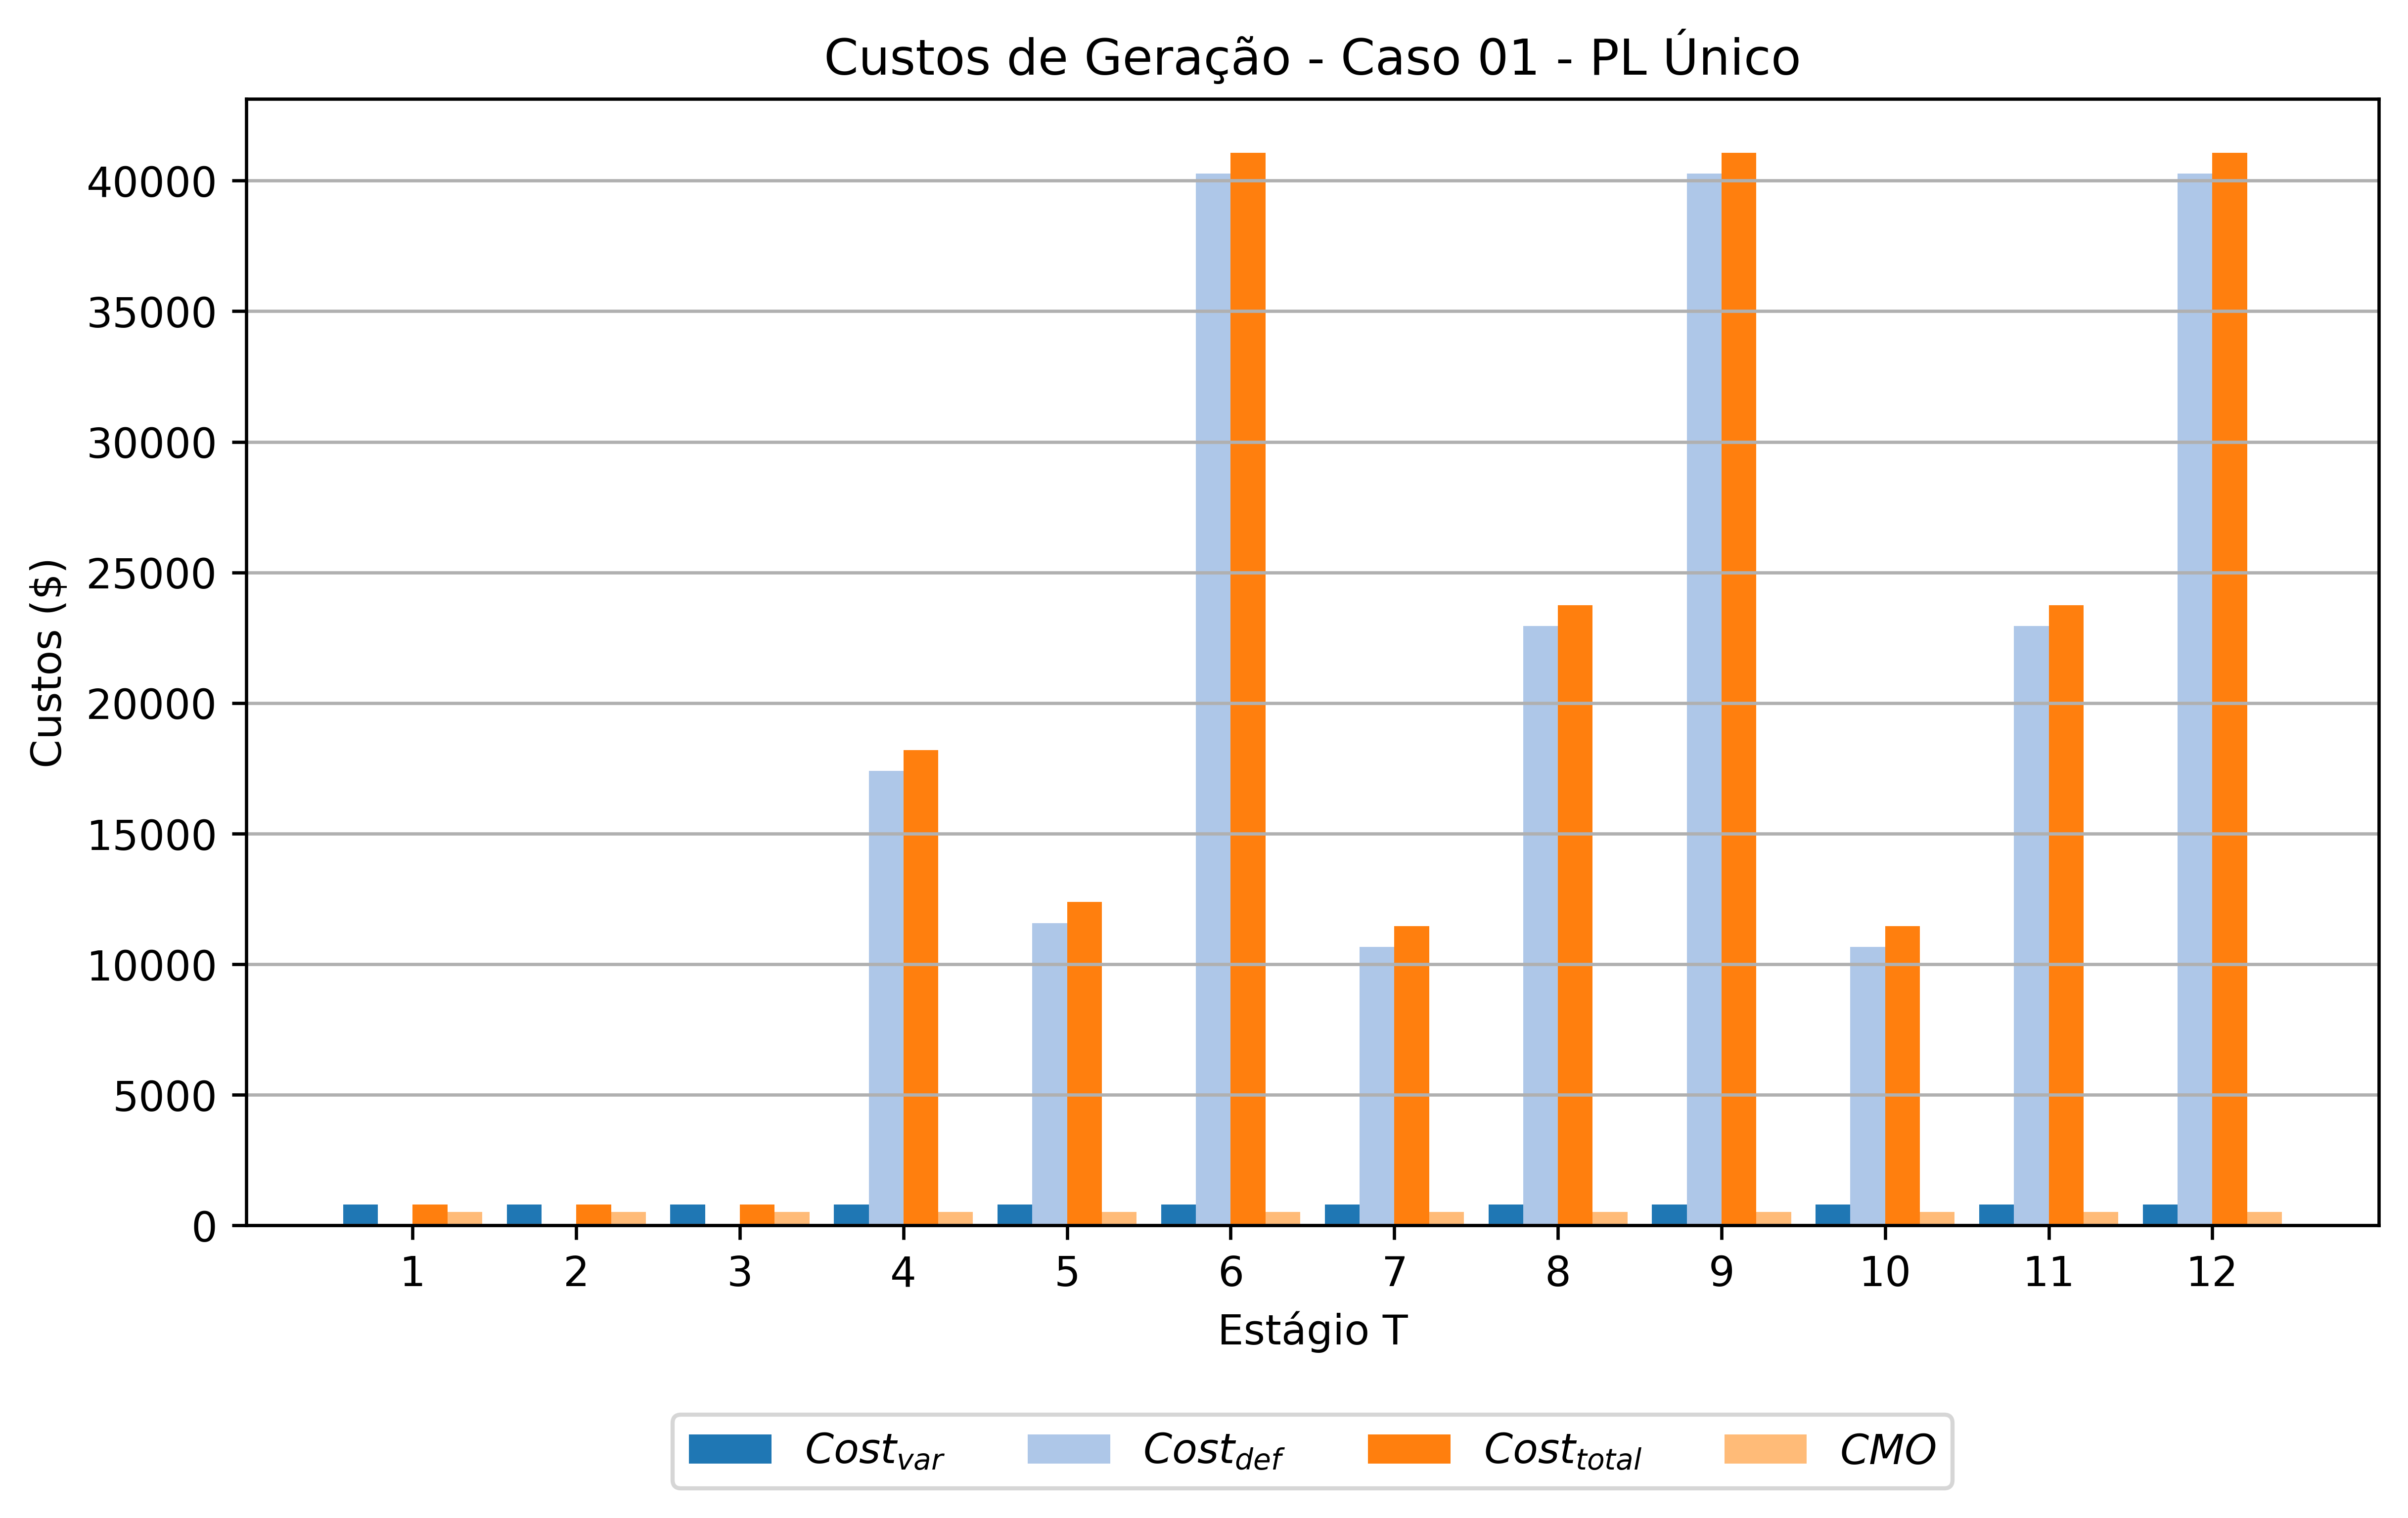 Custos de Geração - Caso 01 - PL Único
Custos ($)
40000
35000
30000
25000
20000
15000
10000
5000
0
1 2 3 4 5 6 7 8 9 10 11 12
Estágio T
Cost_var Cost_def Cost_total CMO